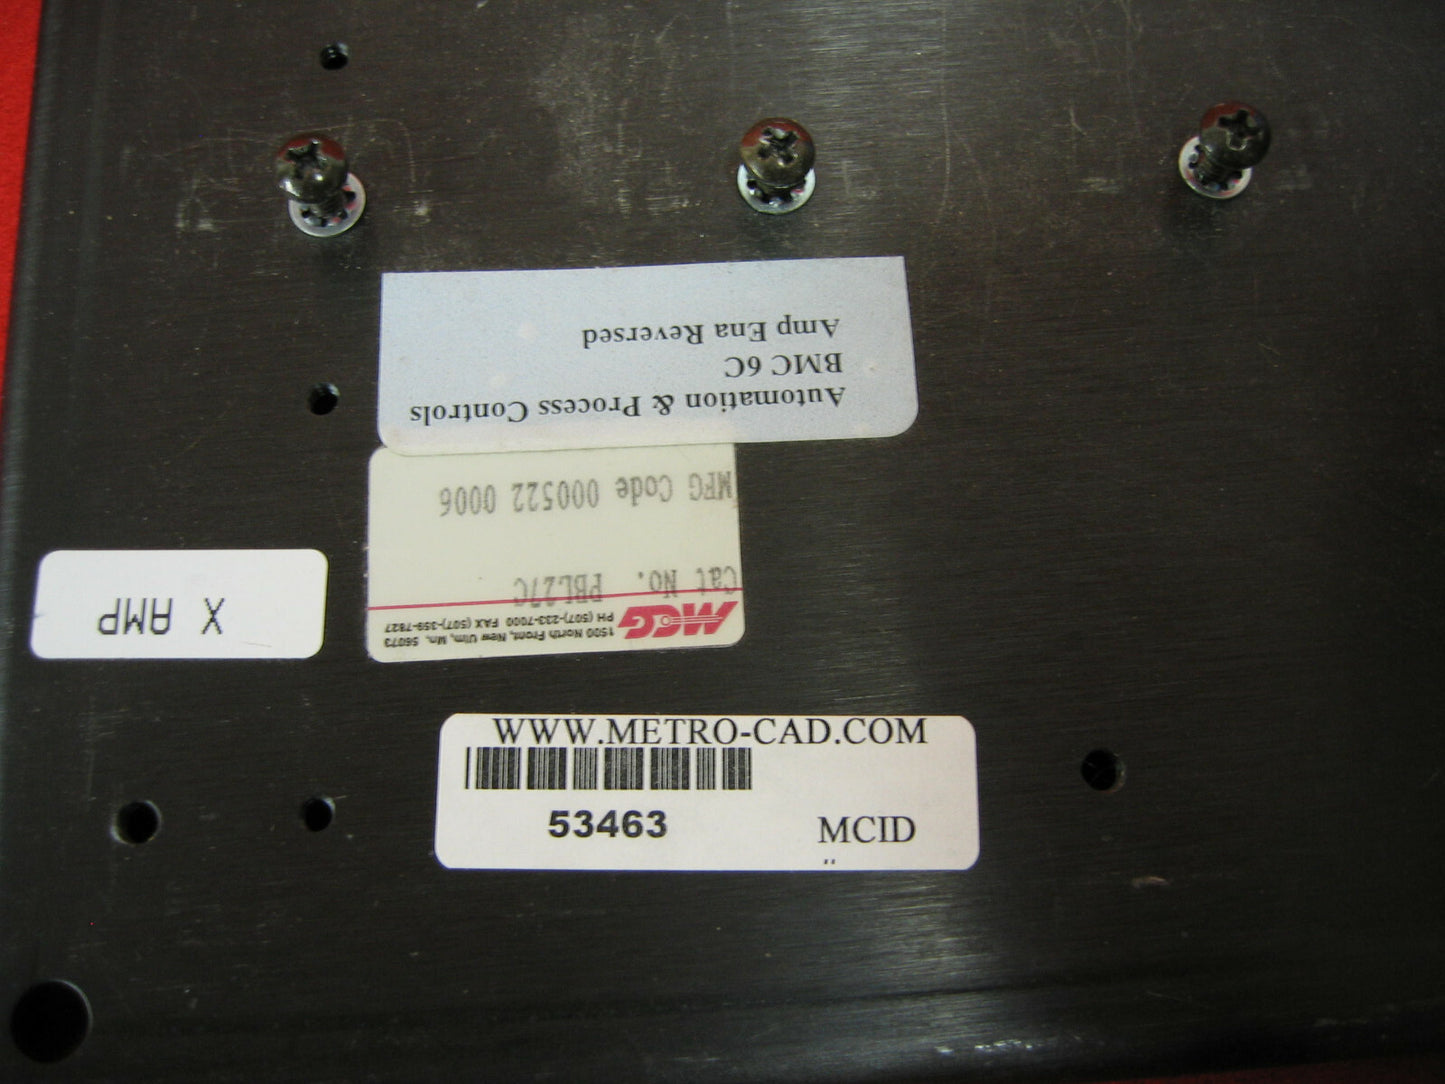 Automation & Process Controls
BMC 6C
Amp Ena Reversed
MCG
1500 North Front, New Ulm, Mn. 56073
PH (507)-233-7000 FAX (507)-359-7827
Cat No. PBL27C
MFG Code 000522 0006
X AMP
WWW.METRO-CAD.COM
53463
MCID
"